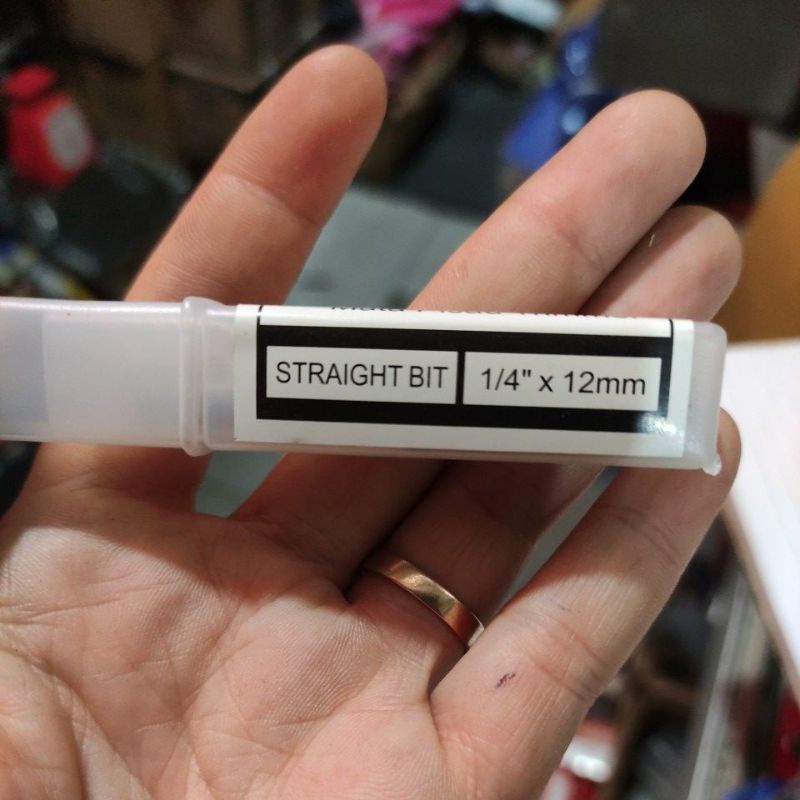 STRAIGHT BIT
1/4" x 12mm